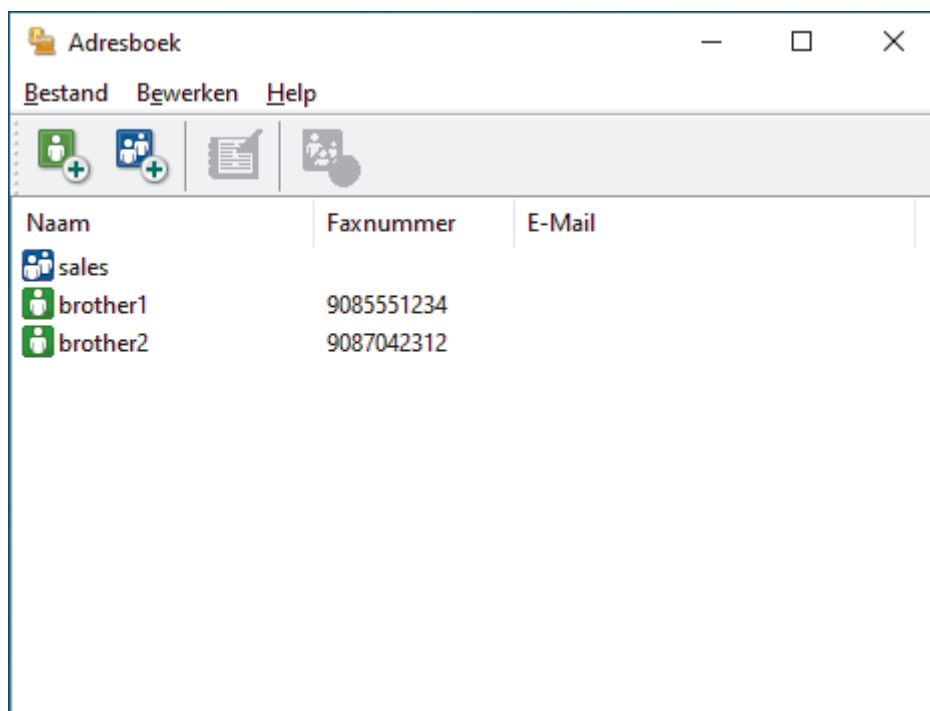 Adresboek
Bestand Bewerken Help
Naam Faxnummer E-Mail
sales
brother1 9085551234
brother2 9087042312